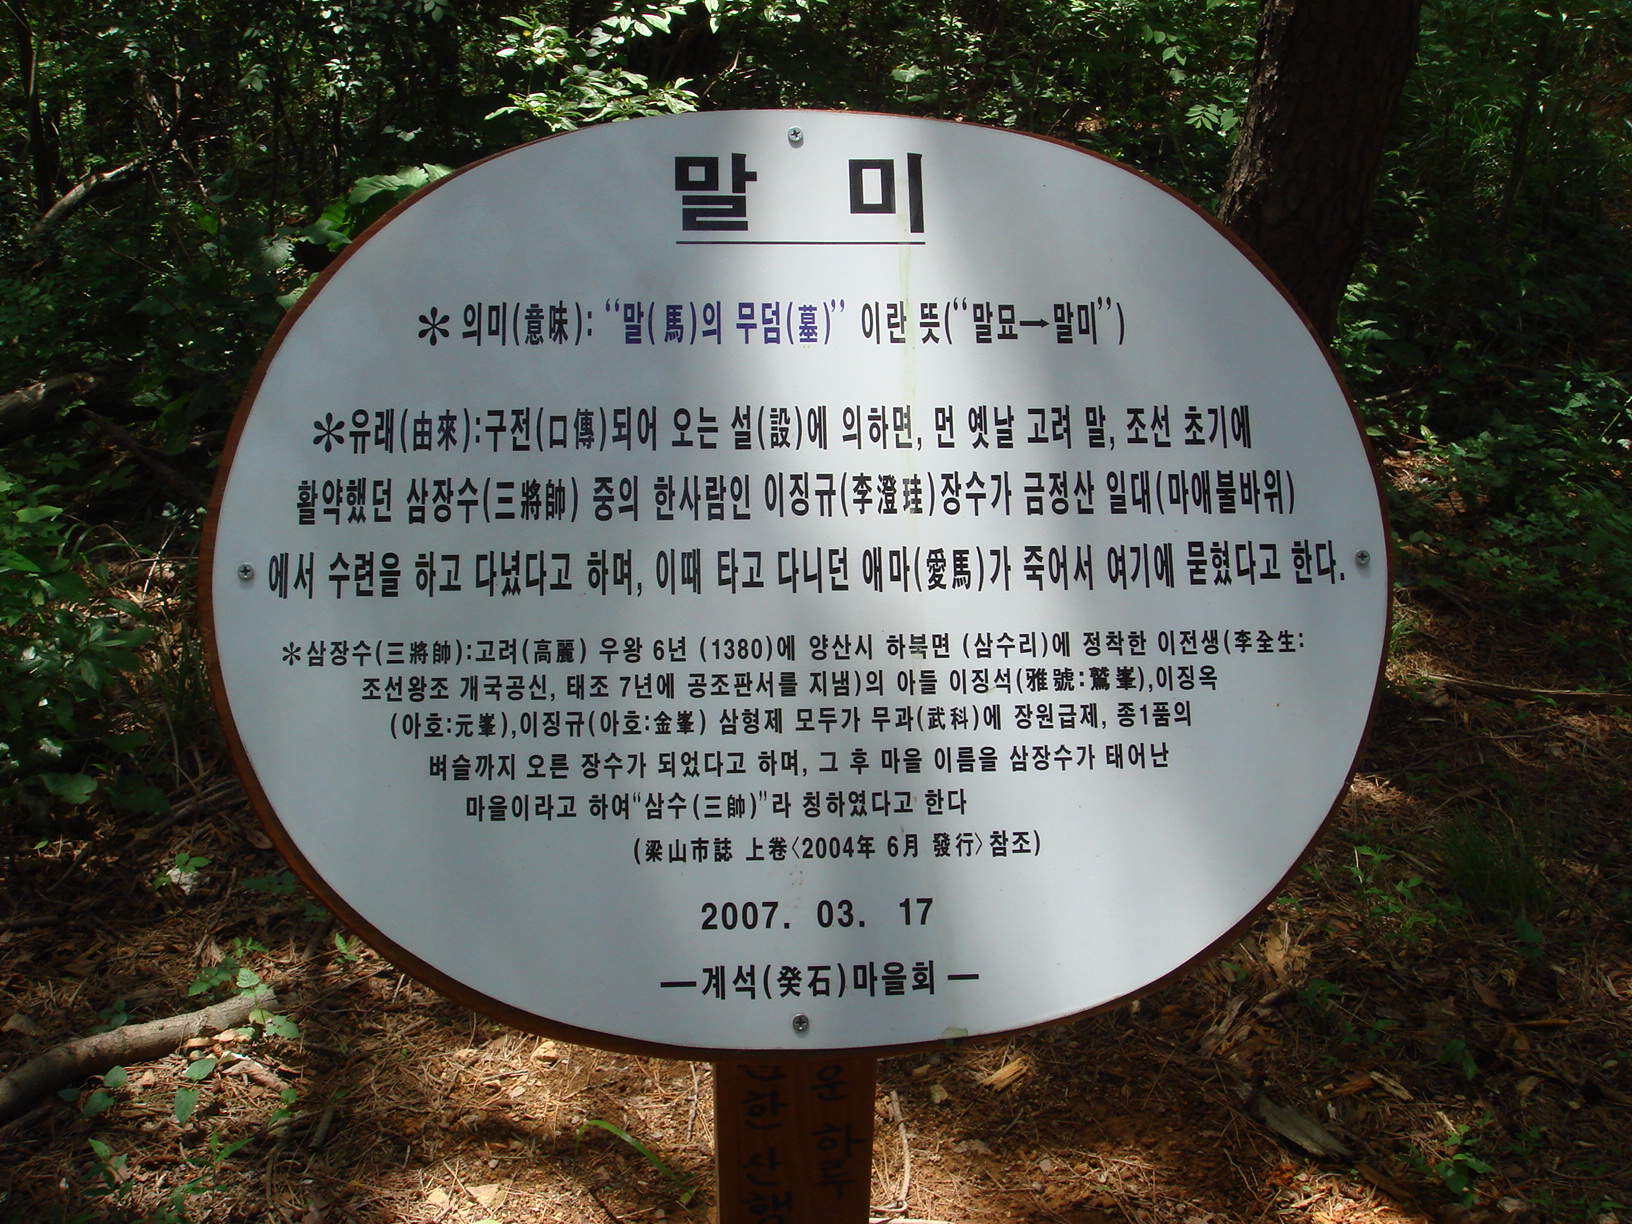 말 미
✻ 의미(意味): “말(馬)의 무덤(墓)” 이란 뜻(“말묘→말미”)
✻유래(由來):구전(口傳)되어 오는 설(設)에 의하면, 먼 옛날 고려 말, 조선 초기에
활약했던 삼장수(三將帥) 중의 한사람인 이징규(李澄珪)장수가 금정산 일대(마애불바위)
에서 수련을 하고 다녔다고 하며, 이때 타고 다니던 애마(愛馬)가 죽어서 여기에 묻혔다고 한다.
✻삼장수(三將帥):고려(高麗) 우왕 6년 (1380)에 양산시 하북면 (삼수리)에 정착한 이전생(李全生:
조선왕조 개국공신, 태조 7년에 공조판서를 지냄)의 아들 이징석(雅號:鷲峯),이징옥
(아호:元峯),이징규(아호:金峯) 삼형제 모두가 무과(武科)에 장원급제, 종1품의
벼슬까지 오른 장수가 되었다고 하며, 그 후 마을 이름을 삼장수가 태어난
마을이라고 하여“삼수(三帥)”라 칭하였다고 한다
(梁山市誌 上卷〈2004年 6月 發行〉참조)
2007. 03. 17
—계석(癸石)마을회—
한 산행
운 하루